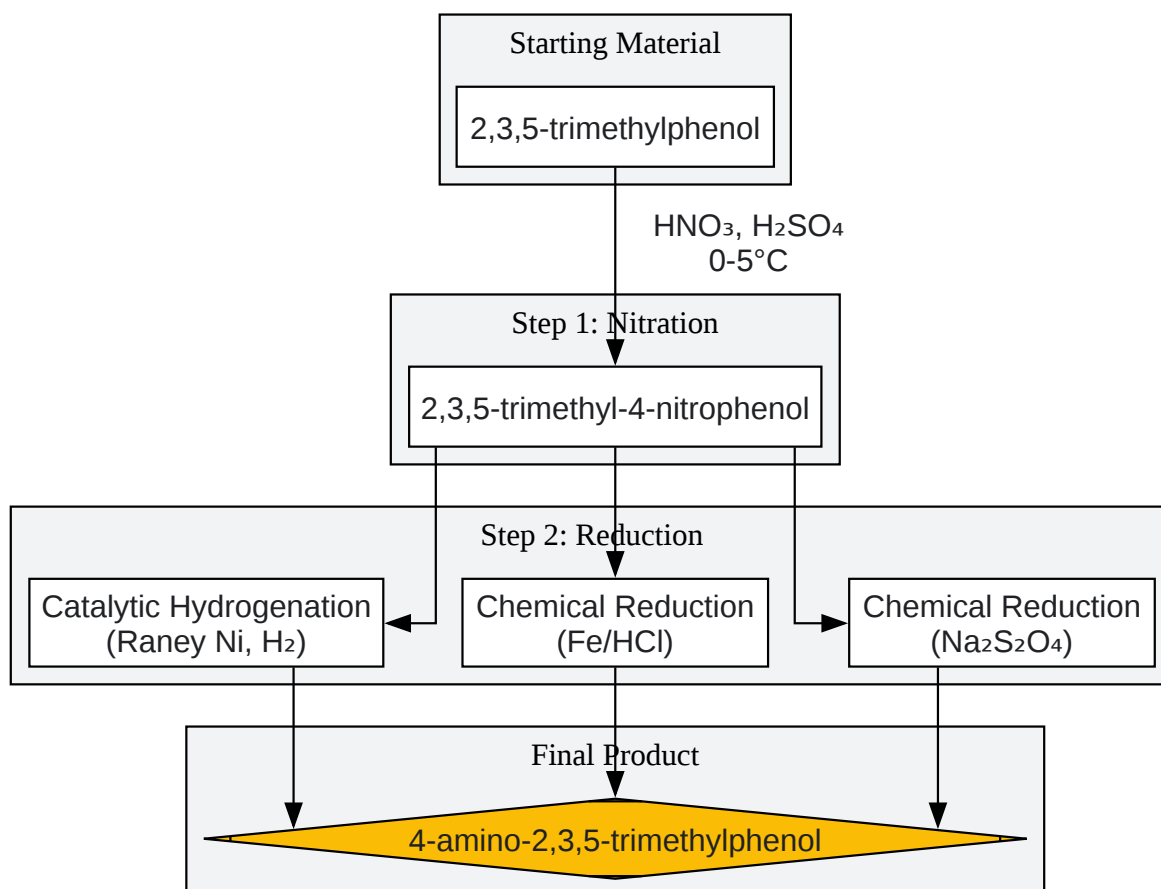 Starting Material
2,3,5-trimethylphenol
HNO₃, H₂SO₄
0-5°C
Step 1: Nitration
2,3,5-trimethyl-4-nitrophenol
Step 2: Reduction
Catalytic Hydrogenation
(Raney Ni, H₂)
Chemical Reduction
(Fe/HCl)
Chemical Reduction
(Na₂S₂O₄)
Final Product
4-amino-2,3,5-trimethylphenol